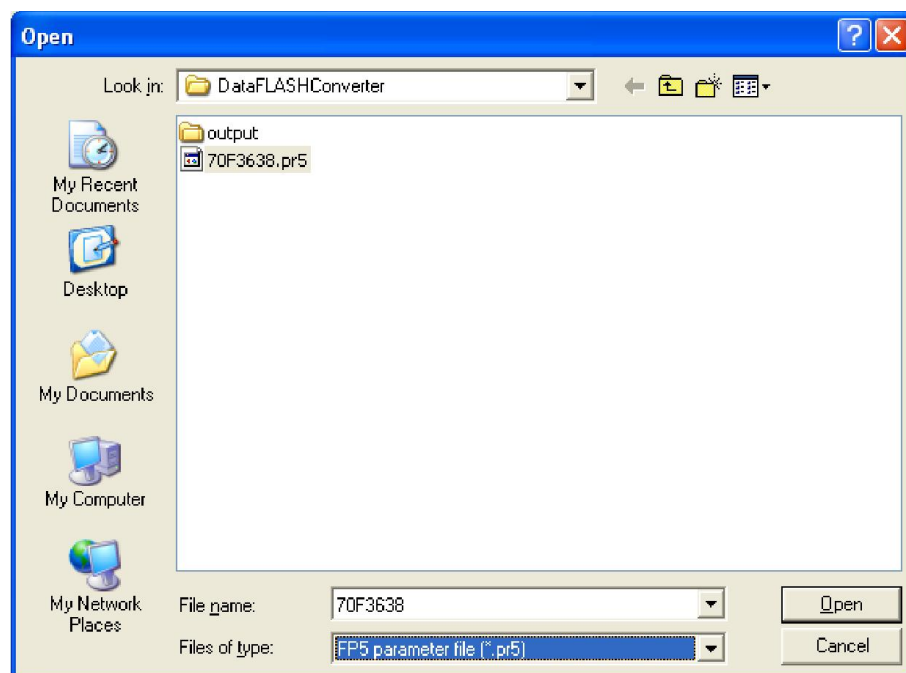 Open
Look in:
DataFLASHConverter
output
70F3638.pr5
My Recent
Documents
Desktop
My Documents
My Computer
My Network
Places
File name:
70F3638
Open
Files of type:
FP5 parameter file (*.pr5)
Cancel